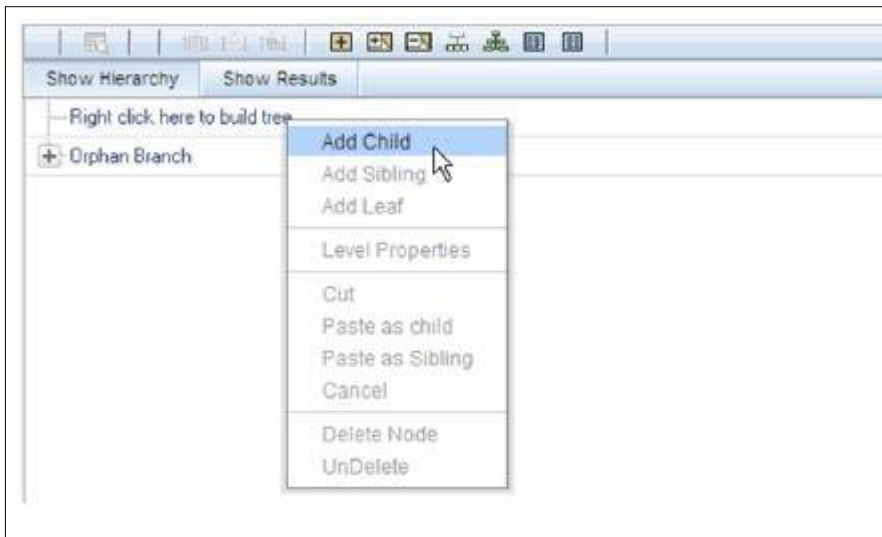 Show Hierarchy Show Results
Right click here to build tree
Orphan Branch
Add Child
Add Sibling
Add Leaf
Level Properties
Cut
Paste as child
Paste as Sibling
Cancel
Delete Node
UnDelete